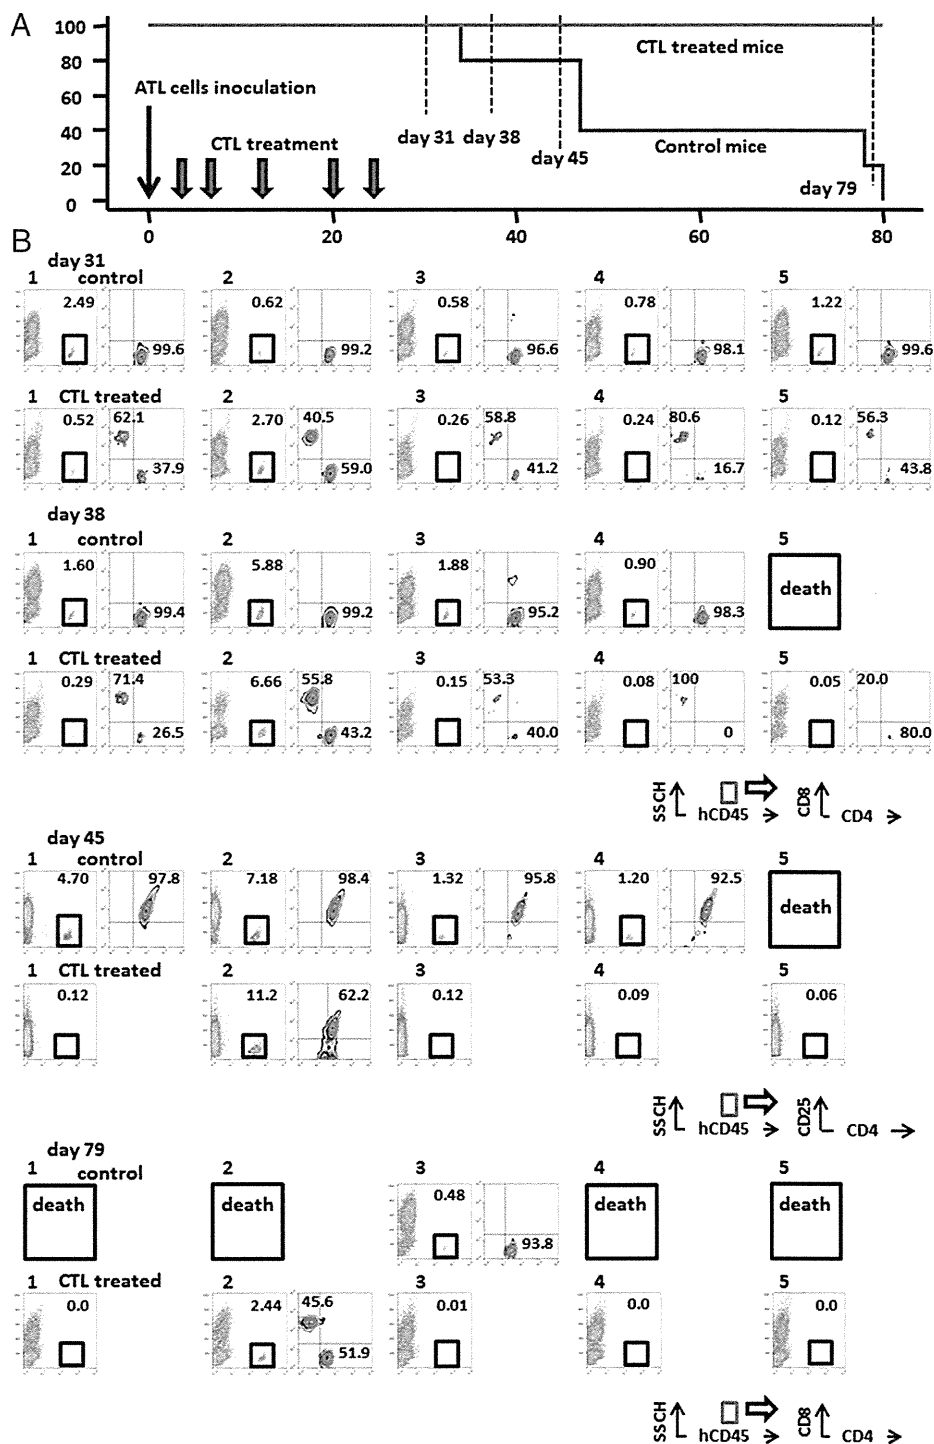 A
100
80
60
40
20
0
ATL cells inoculation
CTL treatment
CTL treated mice
Control mice
day 31 day 38
day 45
day 79
0 20 40 60 80
B
day 31
1 control 2 3 4 5
2.49 0.62 0.58 0.78 1.22
99.6 99.2 96.6 98.1 99.6
1 CTL treated 2 3 4 5
0.52 62.1 2.70 40.5 0.26 58.8 0.24 80.6 0.12 56.3
37.9 59.0 41.2 16.7 43.8
day 38
1 control 2 3 4 5
1.60 5.88 1.88 0.90
99.4 99.2 95.2 98.3 death
1 CTL treated 2 3 4 5
0.29 71.4 6.66 55.8 0.15 53.3 0.08 100 0.05 20.0
26.5 43.2 40.0 0 80.0
SSCH hCD45 CD8 CD4
day 45
1 control 2 3 4 5
4.70 97.8 7.18 98.4 1.32 95.8 1.20 92.5
death
1 CTL treated 2 3 4 5
0.12 11.2 62.2 0.12 0.09 0.06
SSCH hCD45 CD25 CD4
day 79
1 control 2 3 4 5
death death 0.48 death death
93.8
1 CTL treated 2 3 4 5
0.0 2.44 45.6 0.01 0.0 0.0
51.9
SSCH hCD45 CD8 CD4